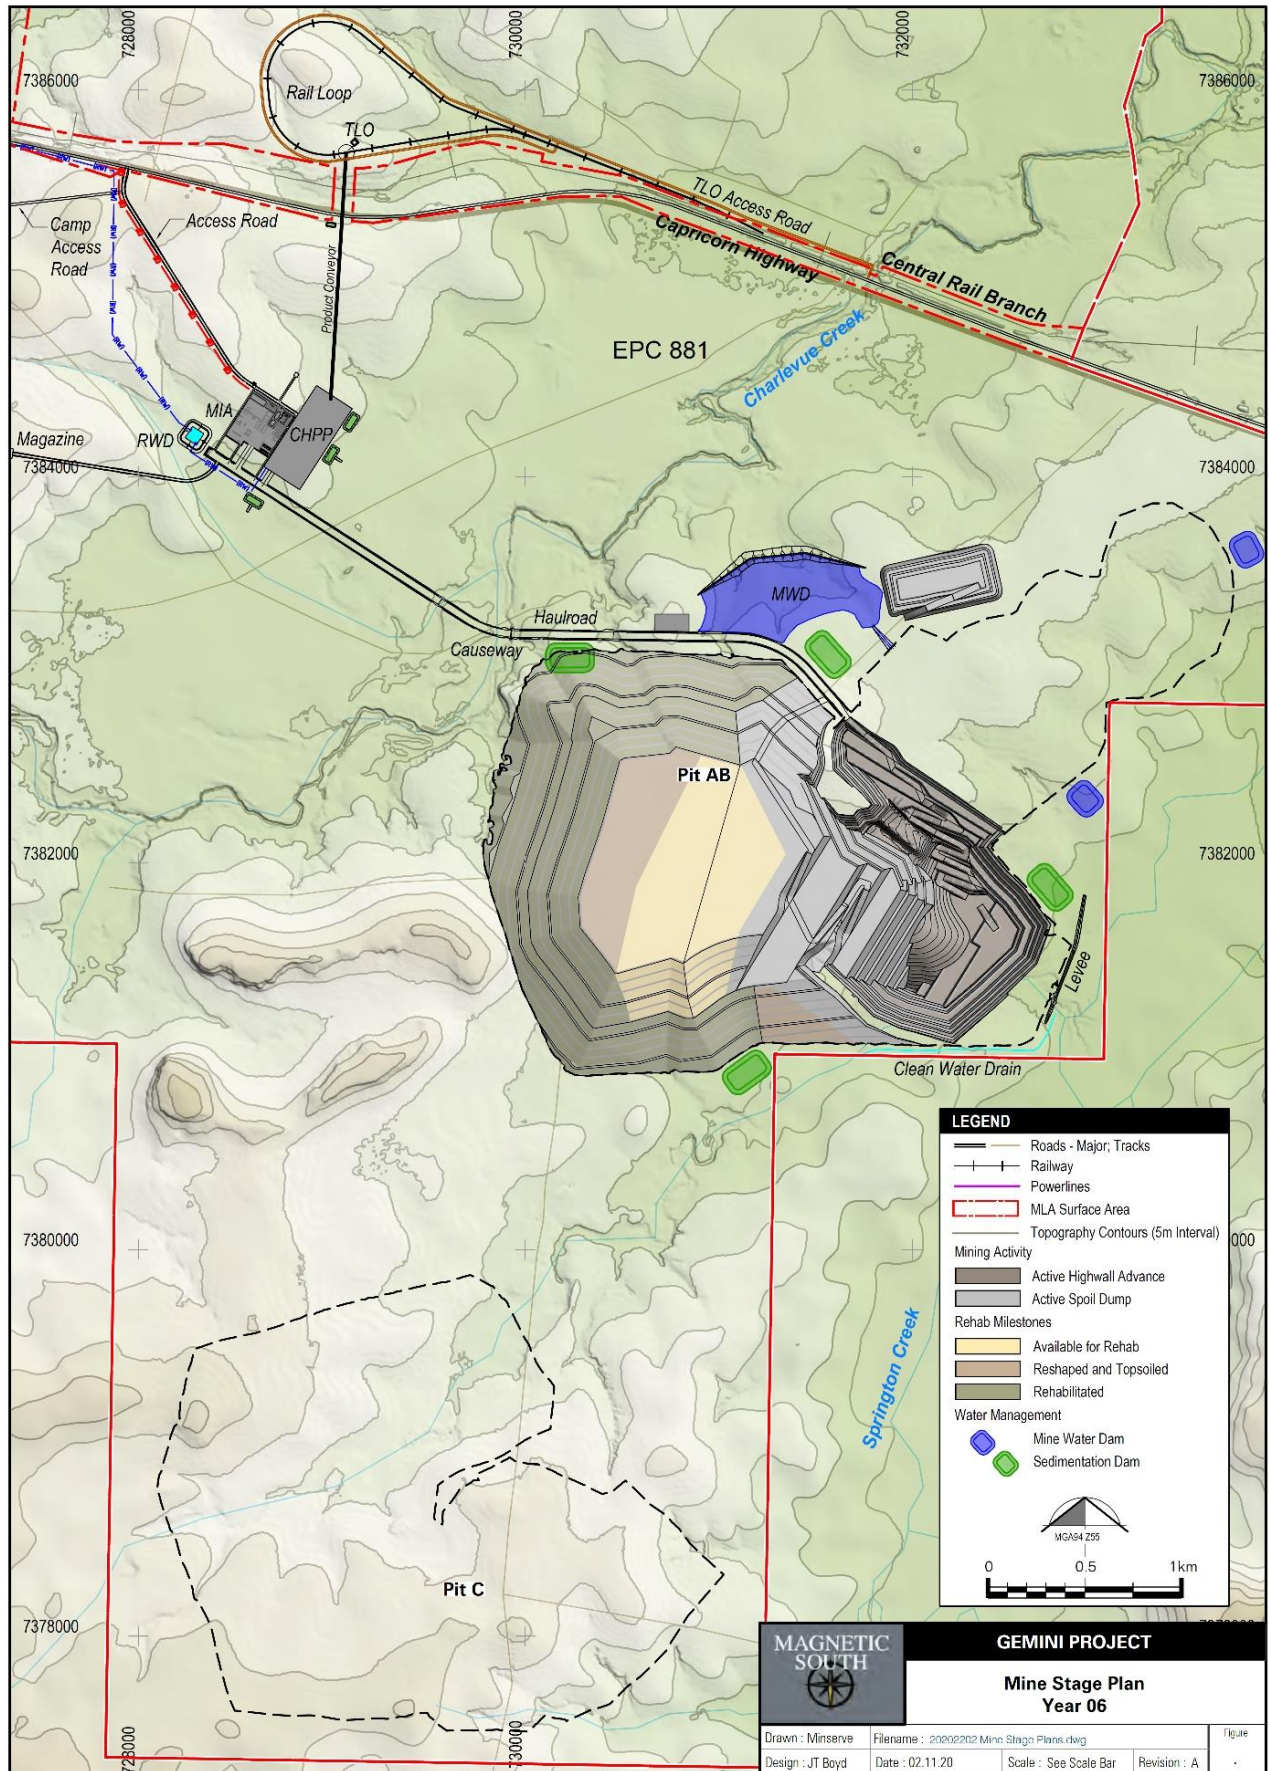 728000
730000
732000
7386000
7386000
Rail Loop
TLO
TLO Access Road
Camp
Access
Road
Access Road
Capricorn Highway
Central Rail Branch
Product Conveyor
EPC 881
Charlevue Creek
MIA
RWD
CHPP
Magazine
7384000
7384000
MWD
Haulroad
Causeway
Pit AB
7382000
7382000
Levee
Clean Water Drain
LEGEND
Roads - Major; Tracks
Railway
Powerlines
MLA Surface Area
Topography Contours (5m Interval)
Mining Activity
Active Highwall Advance
Active Spoil Dump
Rehab Milestones
Available for Rehab
Reshaped and Topsoiled
Rehabilitated
Water Management
Mine Water Dam
Sedimentation Dam
MGA94 Z55
0 0.5 1km
7380000
000
Springton Creek
Pit C
7378000
728000
730000
MAGNETIC
SOUTH
GEMINI PROJECT
Mine Stage Plan
Year 06
Drawn : Minserve
Filename : 20202202 Mine Stage Plans.dwg
Figure
Design : JT Boyd
Date : 02.11.20
Scale : See Scale Bar
Revision : A
-